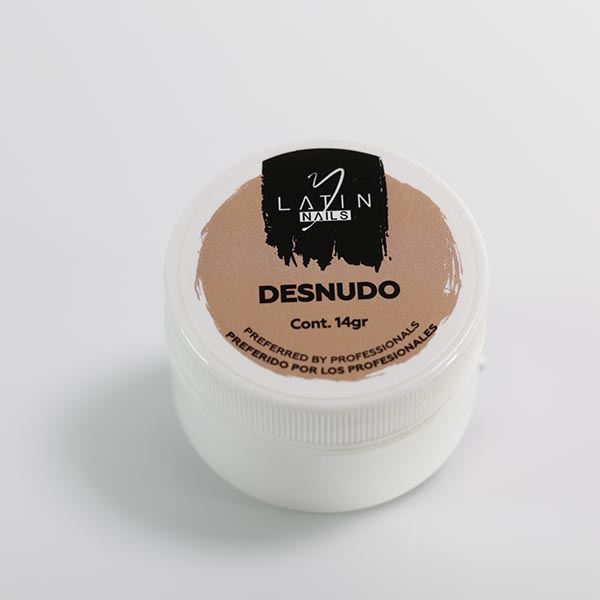 LATIN
NAILS
DESNUDO
Cont. 14gr
PREFERRED BY PROFESSIONALS
PREFERIDO POR LOS PROFESIONALES